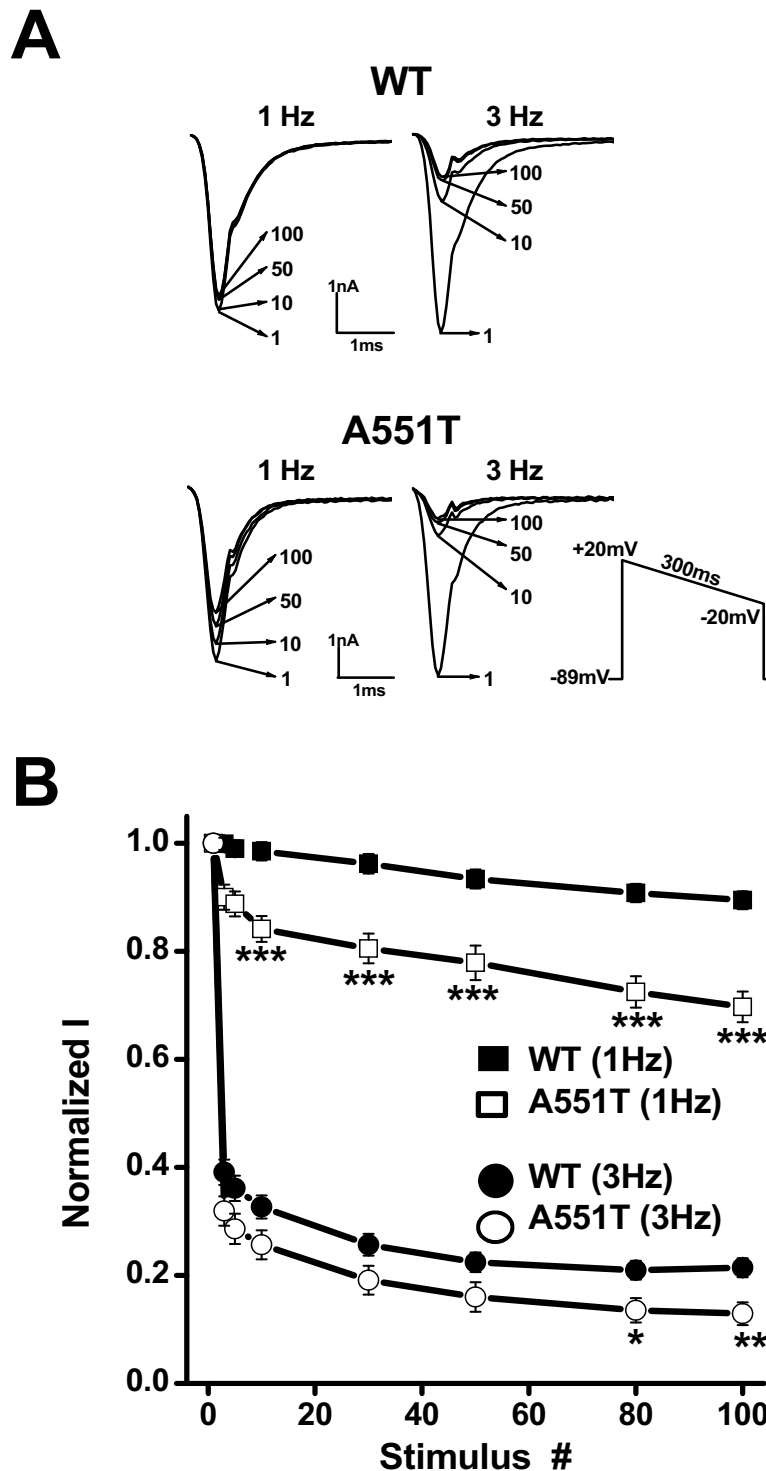 A
WT
1 Hz
3 Hz
100
50
10
1
1nA
1ms
100
50
10
1
A551T
1 Hz
3 Hz
100
50
10
1
1nA
1ms
100
50
10
1
+20mV
300ms
-20mV
-89mV
B
1.0
0.8
0.6
0.4
0.2
0.0
Normalized I
***
***
***
***
***
WT (1Hz)
A551T (1Hz)
WT (3Hz)
A551T (3Hz)
*
**
0
20
40
60
80
100
Stimulus #